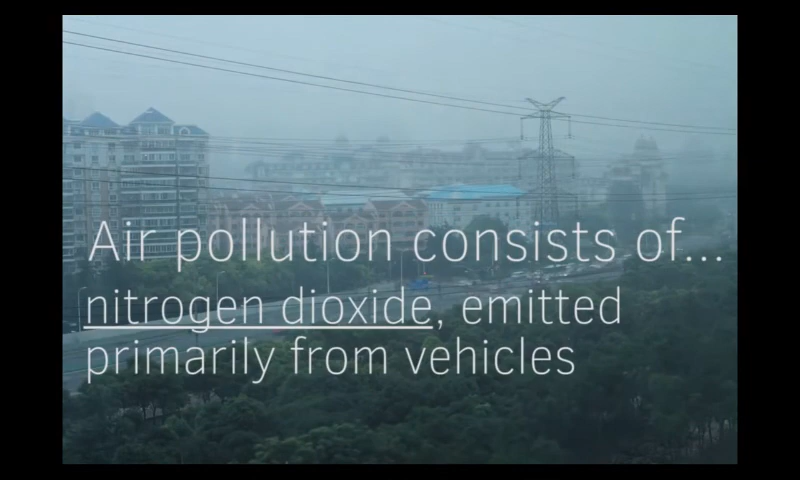 Air pollution consists of...
nitrogen dioxide, emitted
primarily from vehicles